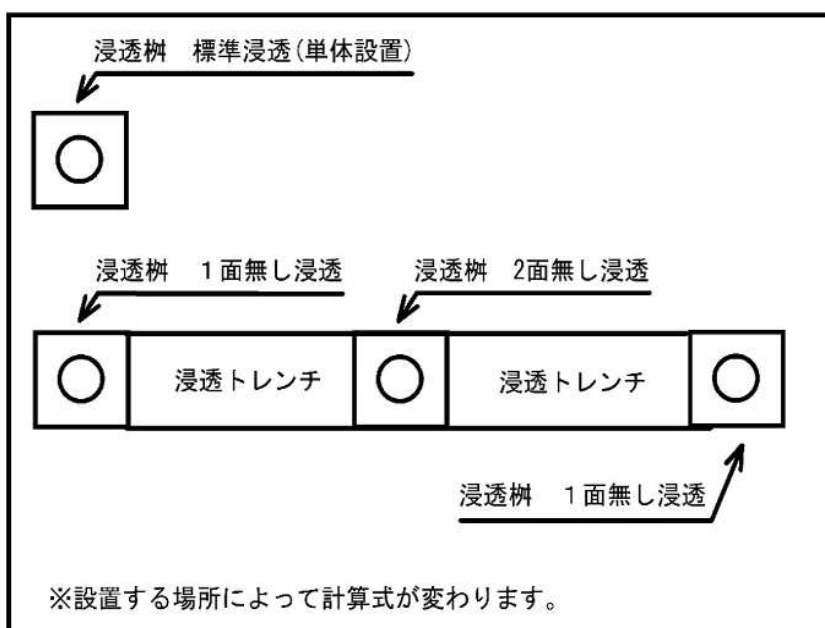 浸透桝　標準浸透(単体設置)
浸透桝　１面無し浸透
浸透桝　2面無し浸透
浸透トレンチ
浸透トレンチ
浸透桝　１面無し浸透
※設置する場所によって計算式が変わります。